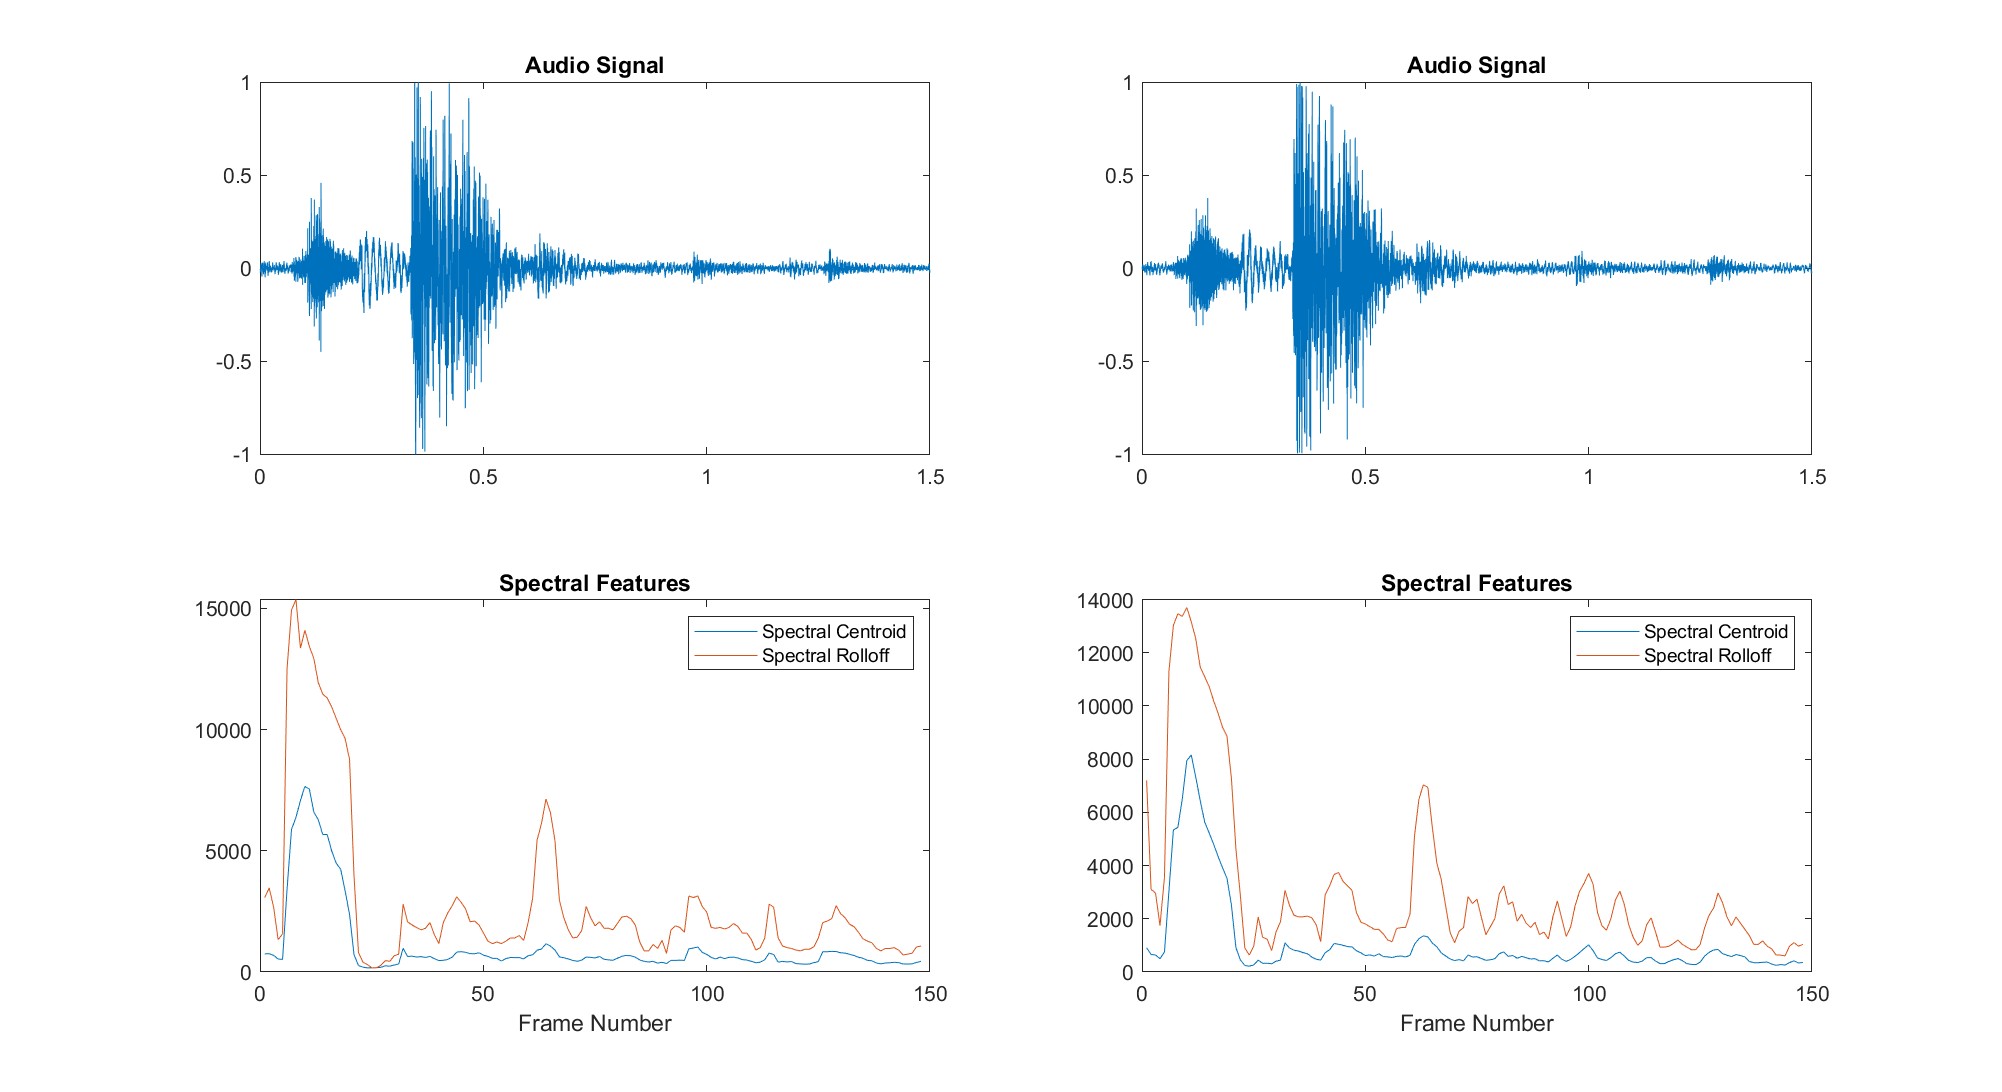 Audio Signal
1
0.5
0
-0.5
-1
0 0.5 1 1.5
Audio Signal
1
0.5
0
-0.5
-1
0 0.5 1 1.5
Spectral Features
15000
10000
5000
0
Spectral Centroid
Spectral Rolloff
0 50 100 150
Frame Number
Spectral Features
14000
12000
10000
8000
6000
4000
2000
0
Spectral Centroid
Spectral Rolloff
0 50 100 150
Frame Number